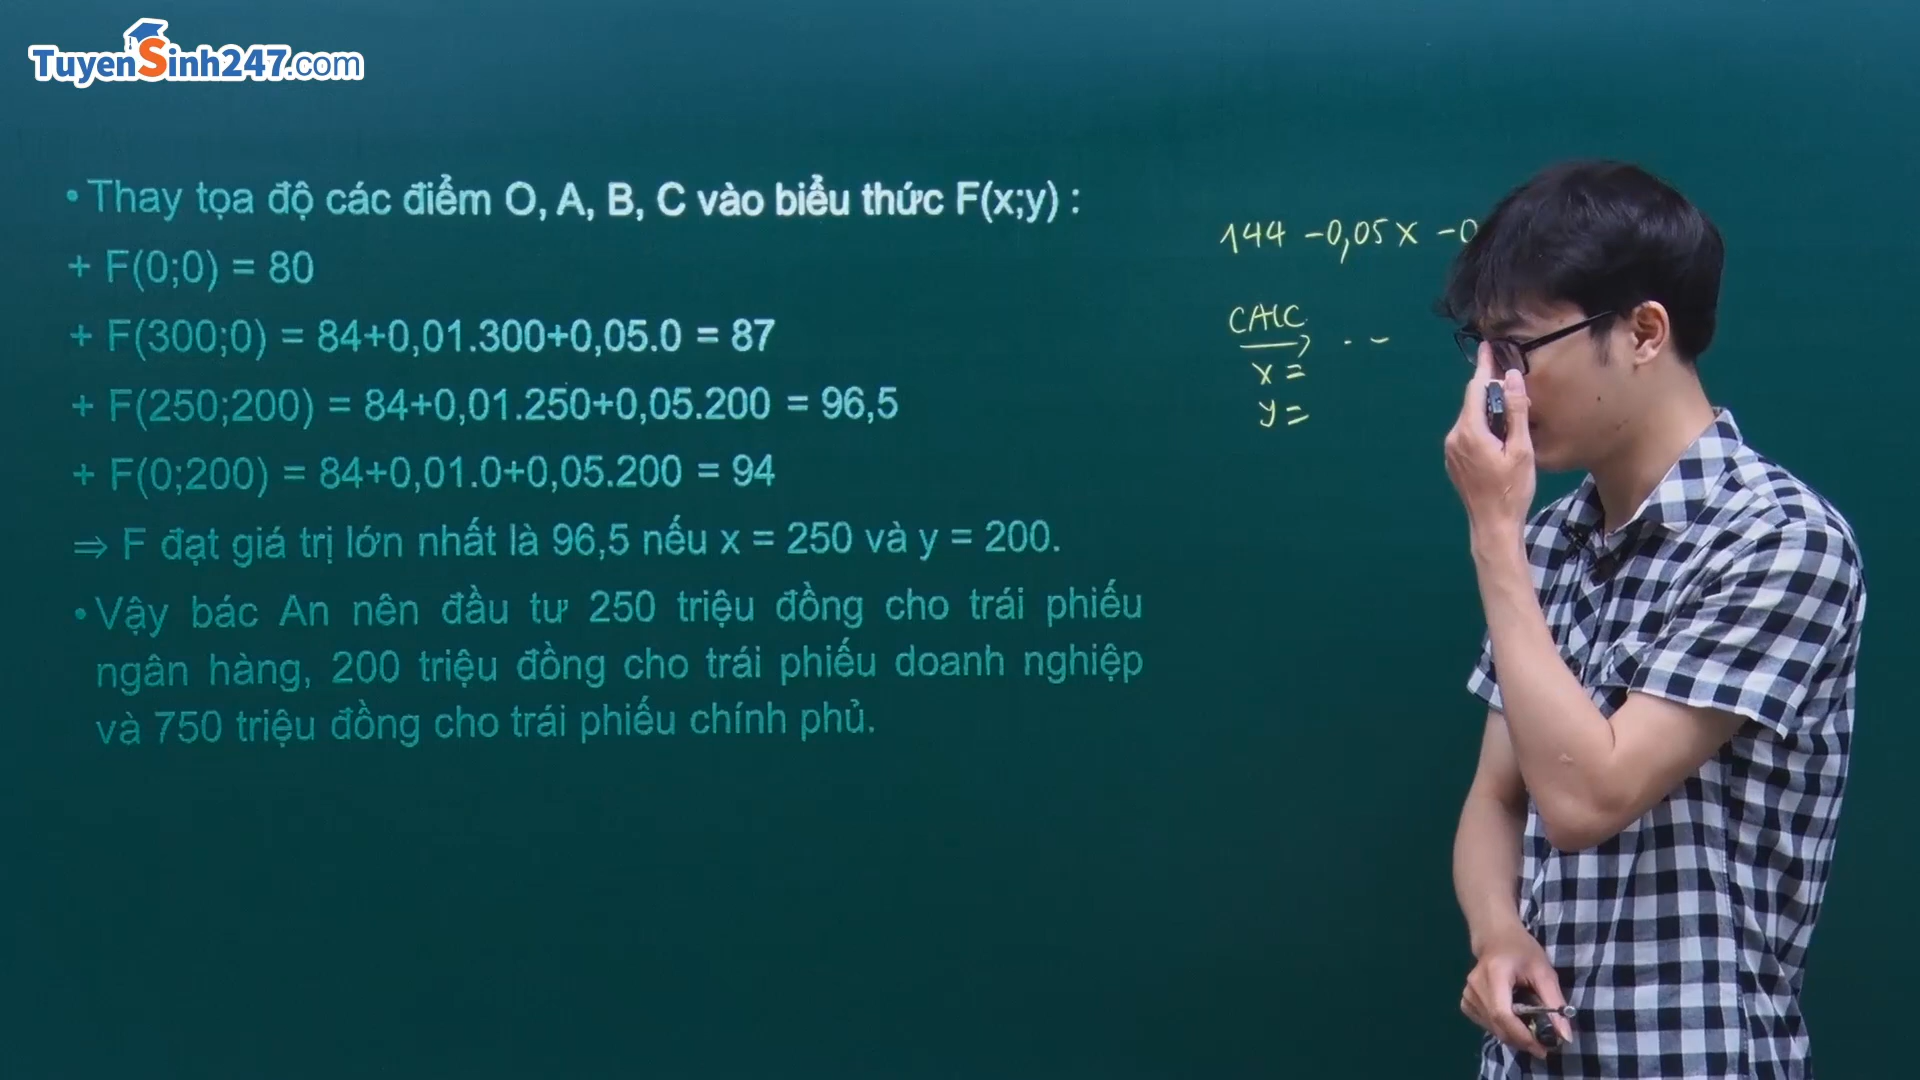 TuyenSinh247.com
• Thay tọa độ các điểm O, A, B, C vào biểu thức F(x;y) :
+ F(0;0) = 80
+ F(300;0) = 84+0,01.300+0,05.0 = 87
+ F(250;200) = 84+0,01.250+0,05.200 = 96,5
+ F(0;200) = 84+0,01.0+0,05.200 = 94
⇒ F đạt giá trị lớn nhất là 96,5 nếu x = 250 và y = 200.
• Vậy bác An nên đầu tư 250 triệu đồng cho trái phiếu
ngân hàng, 200 triệu đồng cho trái phiếu doanh nghiệp
và 750 triệu đồng cho trái phiếu chính phủ.
144 -0,05x -0
CALC
x =
y =